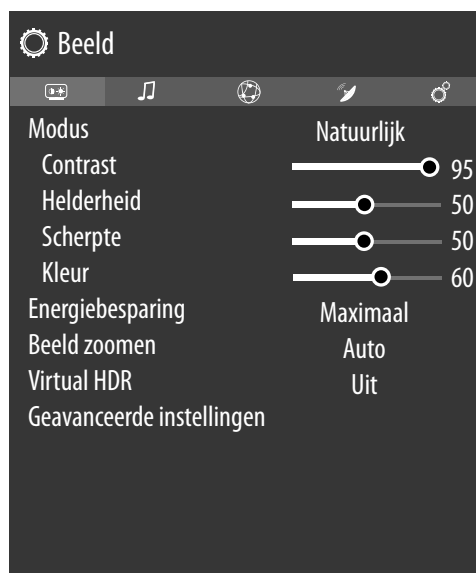 Beeld
Modus Natuurlijk
Contrast 95
Helderheid 50
Scherpte 50
Kleur 60
Energiebesparing Maximaal
Beeld zoomen Auto
Virtual HDR Uit
Geavanceerde instellingen